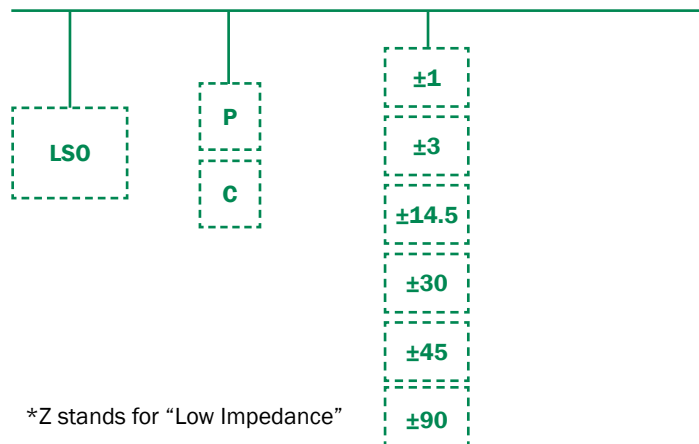 LSO
P
C
±1
±3
±14.5
±30
±45
±90
*Z stands for “Low Impedance”